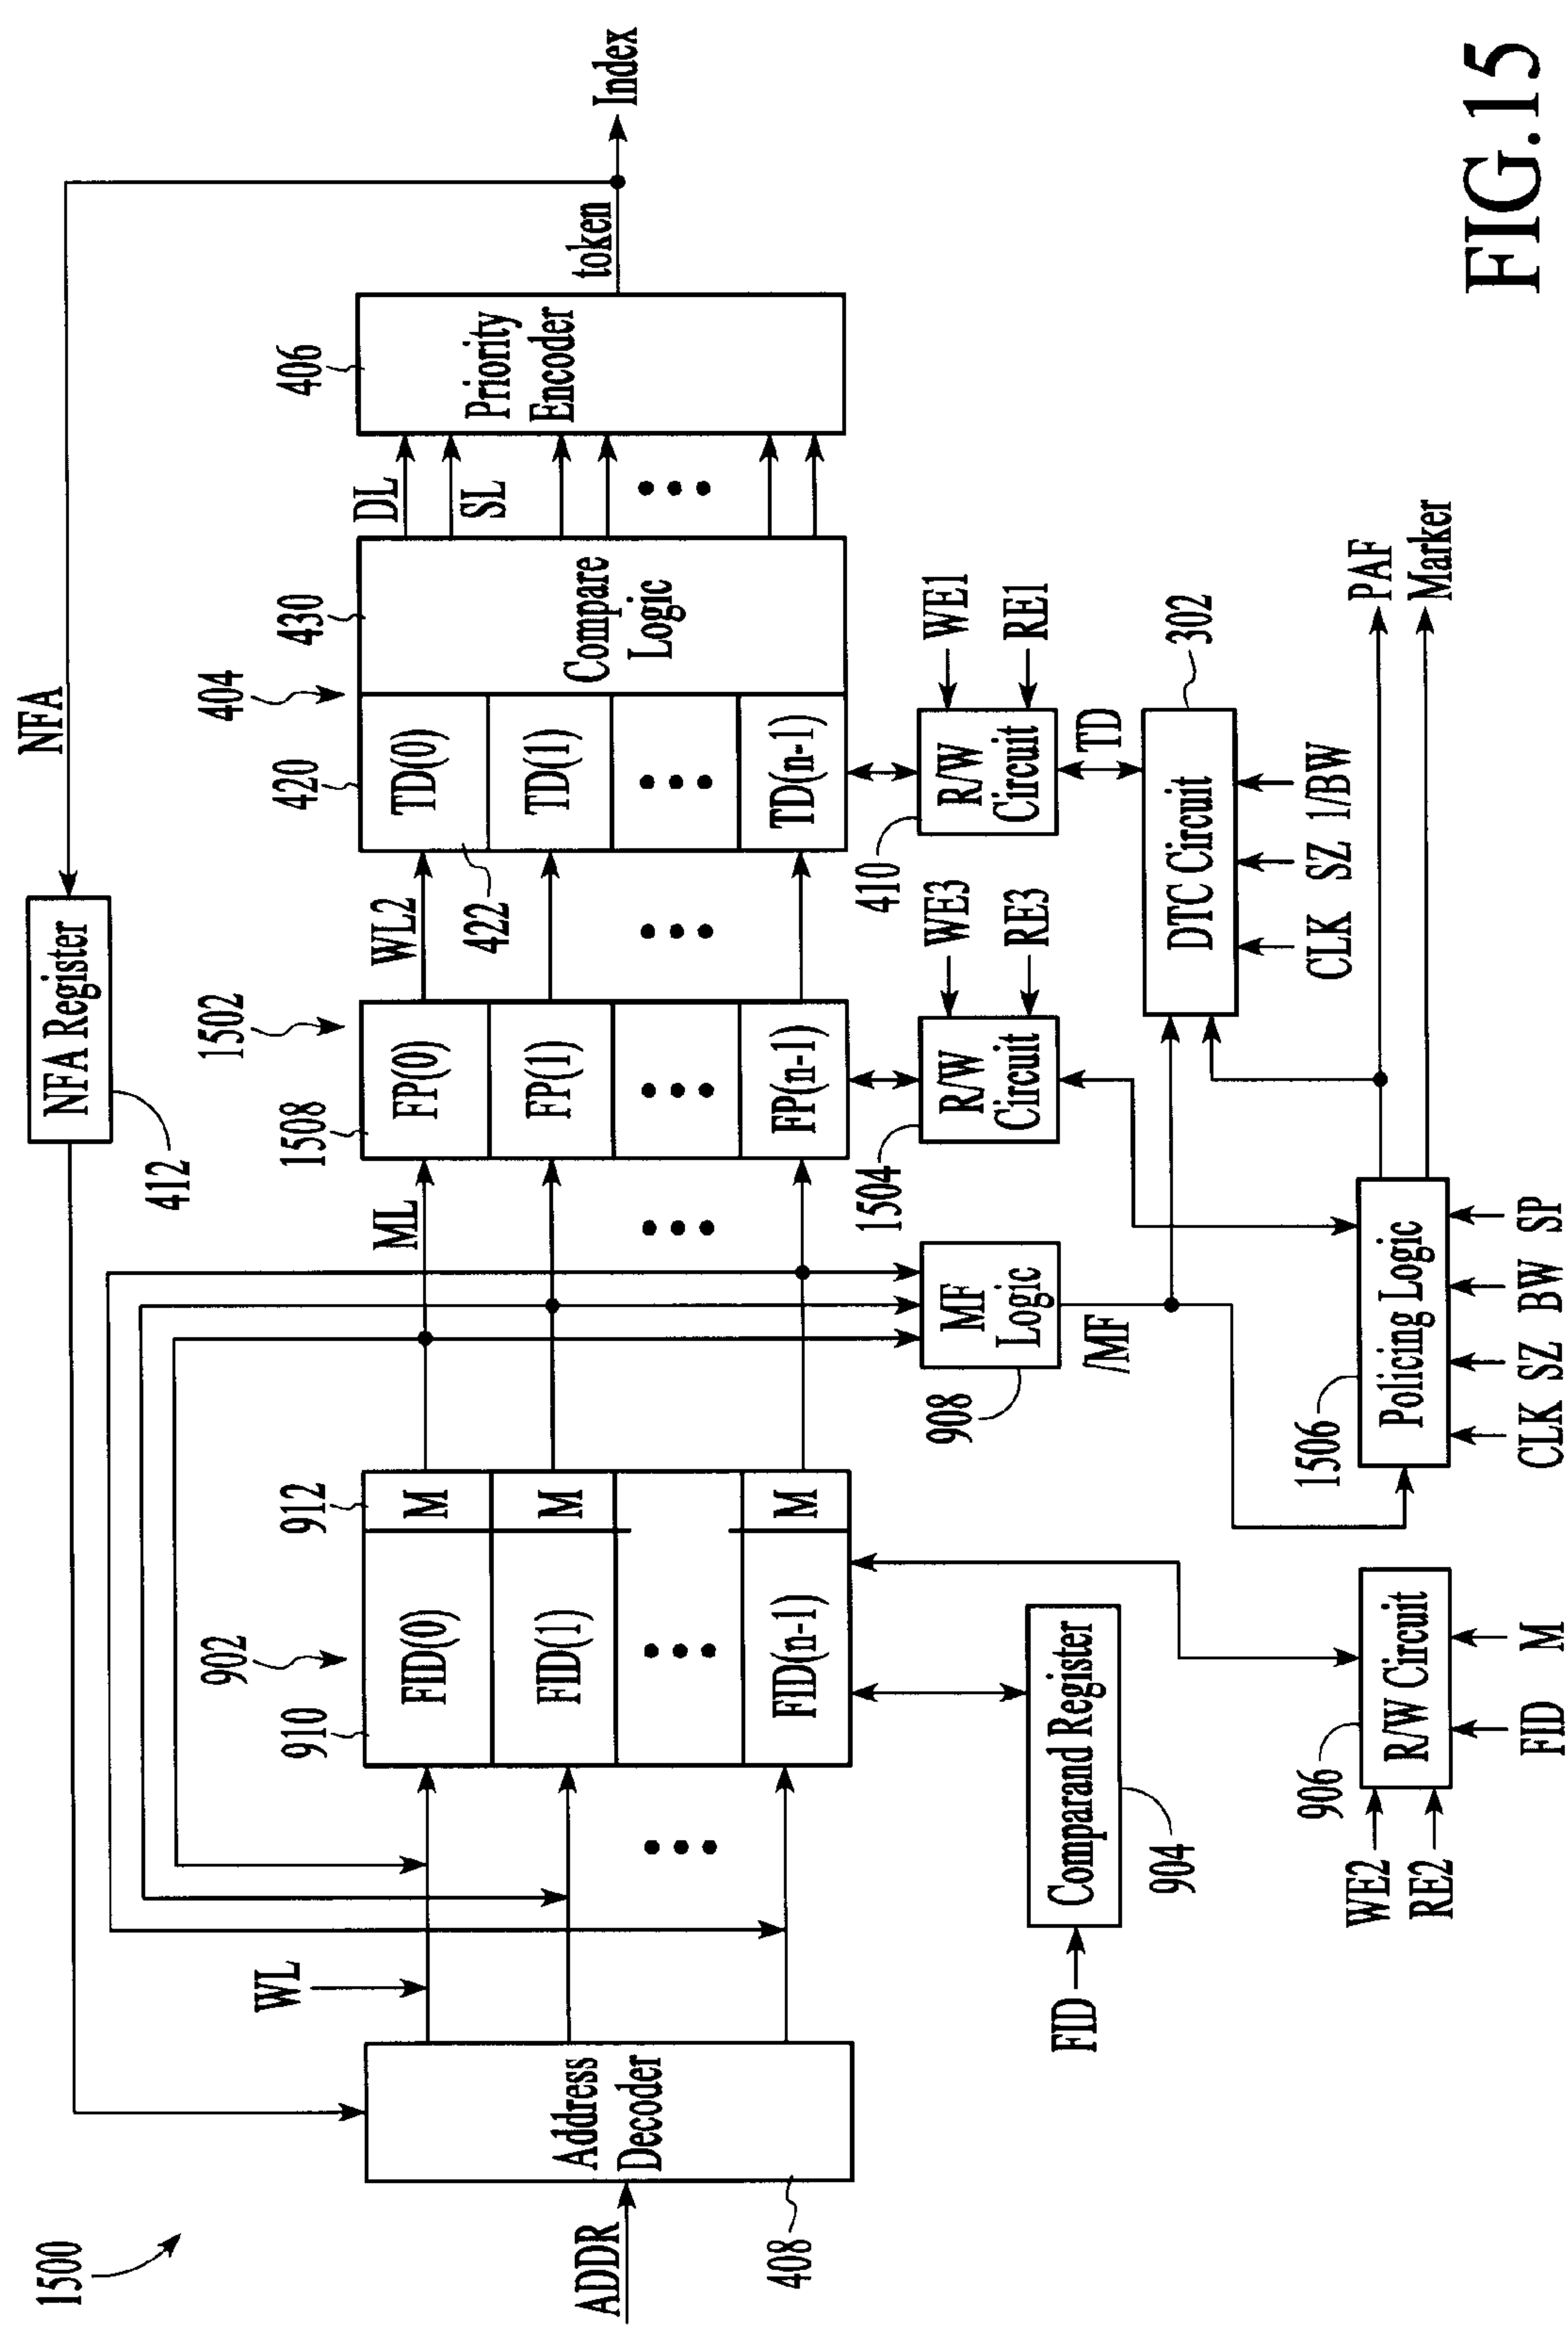 1500
NFA
NFA Register
412
ADDR
Address
Decoder
408
WL
902
910
912
FID(0)
M
FID(1)
M
FID(n-1)
M
ML
1502
1508
FP(0)
FP(1)
FP(n-1)
WL2
404
420
430
TD(0)
422
TD(1)
TD(n-1)
Compare
Logic
DL
SL
406
Priority
Encoder
token
Index
FID
Comparand Register
904
MF
Logic
908
/MF
R/W
Circuit
1504
WE3
RE3
R/W
Circuit
410
WE1
RE1
TD
DTC Circuit
302
CLK SZ 1/BW
WE2
RE2
R/W Circuit
906
FID M
Policing Logic
1506
CLK SZ BW SP
PAF
Marker
FIG.15